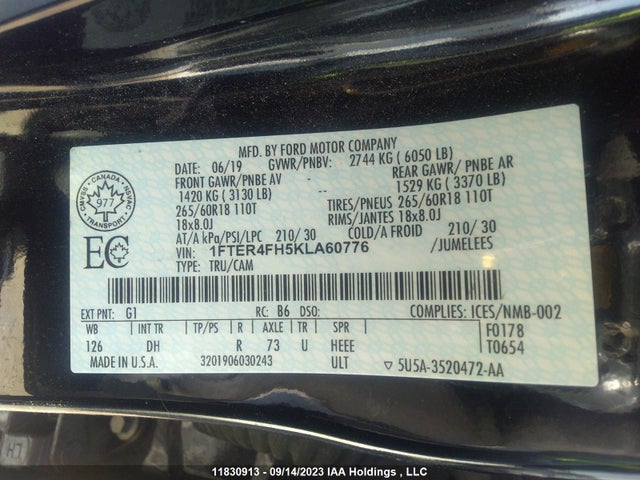 MFD. BY FORD MOTOR COMPANY
DATE: 06/19 GVWR/PNBV: 2744 KG ( 6050 LB)
FRONT GAWR/ PNBE AV -- REAR GAWR/ PNBE AR
1420 KG ( 3130 LB) 1529 KG ( 3370 LB)
265/60R18 110T TIRES/PNEUS 265/60R18 110T
18x8.0J RIMS/JANTES 18x8.0J
AT/A kPa/PSI/LPC 210/ 30 COLD/A FROID 210/ 30
VIN: 1FTER4FH5KLA60776 /JUMELEES
TYPE: TRU/CAM
CMVSS · CANADA · NSVAC
977
TRANSPORT
EC
EXT PNT: G1 RC: B6 DSO: COMPLIES: ICES/NMB-002
WB INT TR TP/PS R AXLE TR SPR F0178
126 DH R 73 U HEEE T0654
MADE IN U.S.A. 3201906030243 ULT ▽ 5U5A-3520472-AA
11830913 - 09/14/2023 IAA Holdings , LLC